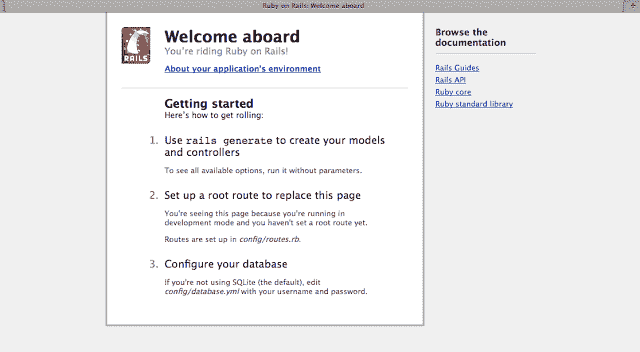 Ruby on Rails: Welcome aboard
RAILS
Welcome aboard
You're riding Ruby on Rails!
About your application's environment
Getting started
Here's how to get rolling:
1. Use rails generate to create your models
and controllers
To see all available options, run it without parameters.
2. Set up a root route to replace this page
You're seeing this page because you're running in
development mode and you haven't set a root route yet.
Routes are set up in config/routes.rb.
3. Configure your database
If you're not using SQLite (the default), edit
config/database.yml with your username and password.
Browse the
documentation
Rails Guides
Rails API
Ruby core
Ruby standard library